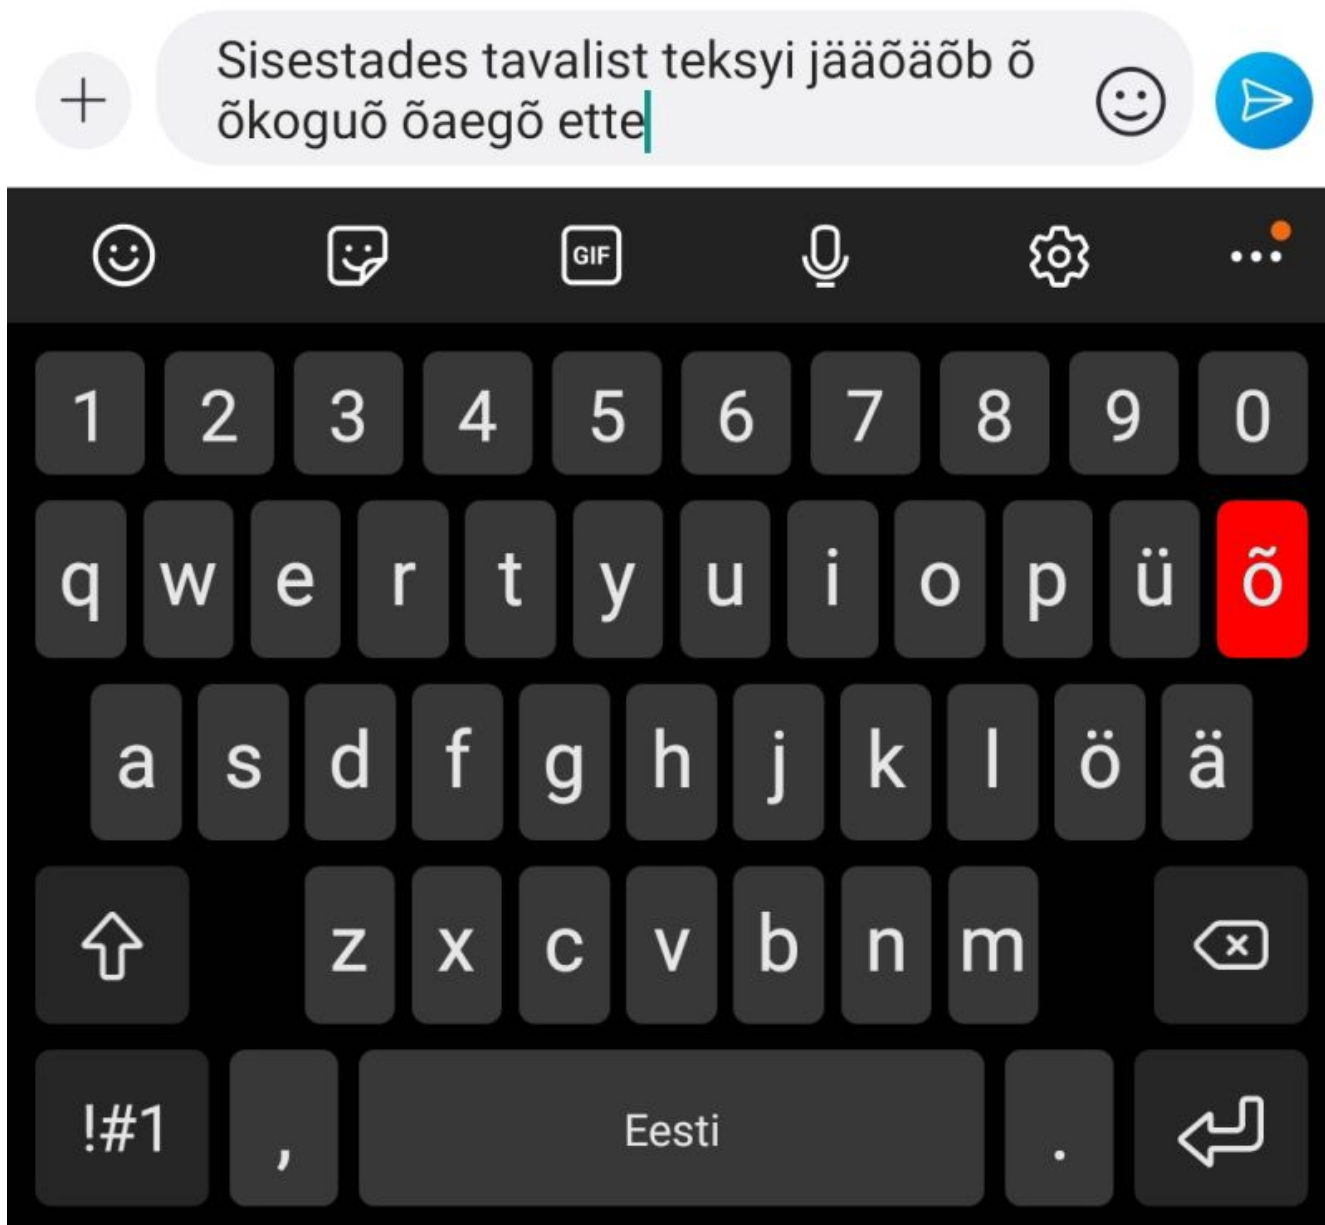 Sisestades tavalist teksyi jääõäõb õ
õkoguõ õaegõ ette
GIF
1 2 3 4 5 6 7 8 9 0
q w e r t y u i o p ü õ
a s d f g h j k l ö ä
z x c v b n m
!#1 , Eesti .